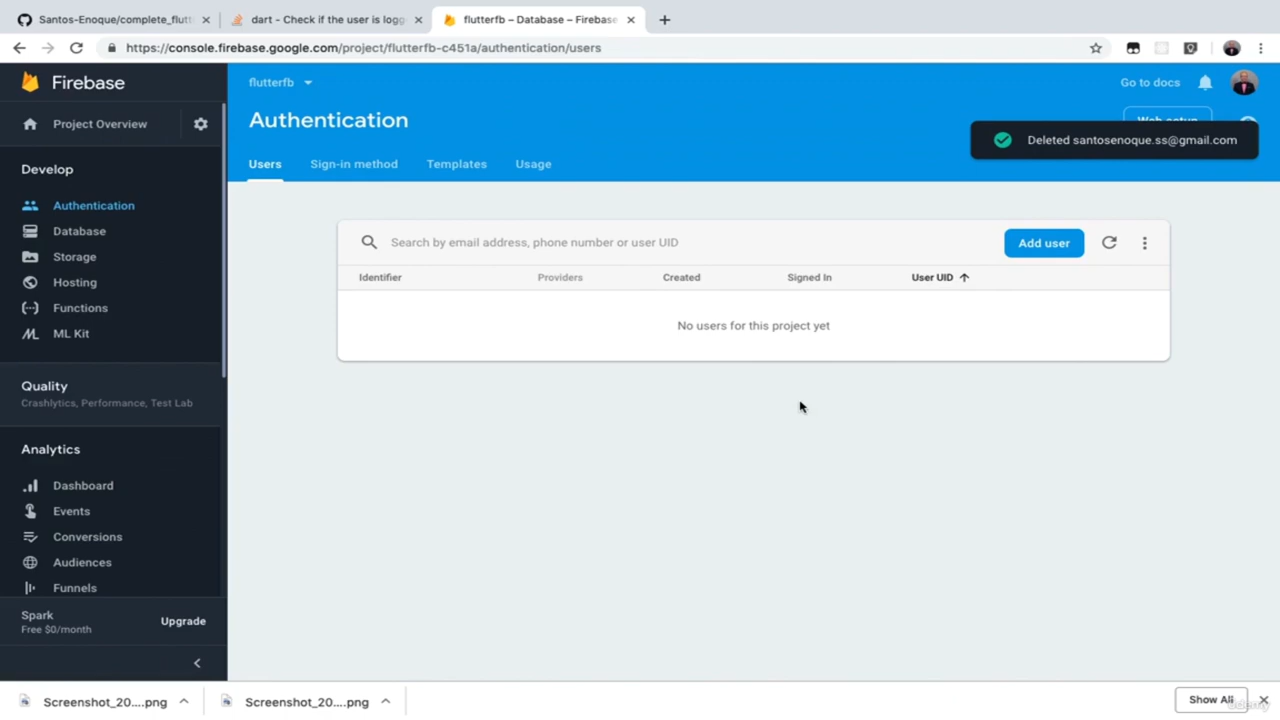 Santos-Enoque/complete_flutt
dart - Check if the user is logg
flutterfb – Database – Firebase
https://console.firebase.google.com/project/flutterfb-c451a/authentication/users
Firebase
flutterfb
Go to docs
Project Overview
Authentication
Web setup
Deleted santosenoque.ss@gmail.com
Users
Sign-in method
Templates
Usage
Develop
Authentication
Database
Storage
Hosting
Functions
ML Kit
Search by email address, phone number or user UID
Add user
Identifier
Providers
Created
Signed In
User UID
No users for this project yet
Quality
Crashlytics, Performance, Test Lab
Analytics
Dashboard
Events
Conversions
Audiences
Funnels
Spark
Free $0/month
Upgrade
Screenshot_20....png
Screenshot_20....png
Show All
udemy